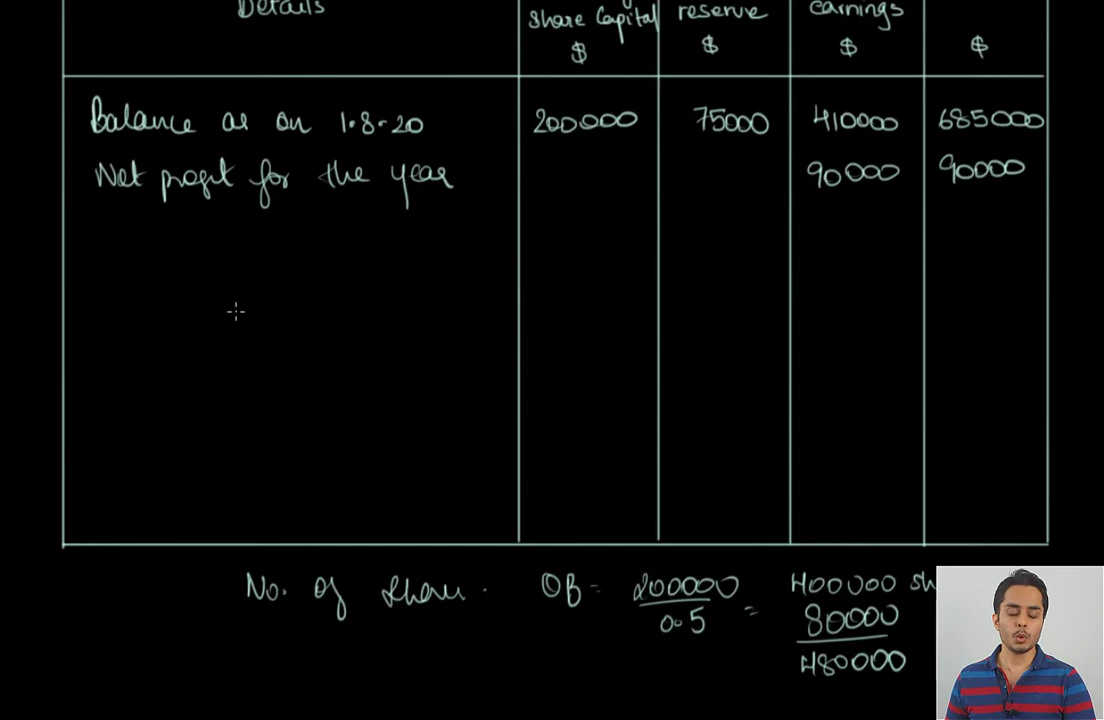 Details Share Capital reserve earnings
$ $ $ $
Balance as on 1·8·20 200000 75000 410000 685000
Net profit for the year 90000 90000
No. of share · OB = 200000 / 0.5 = 400000 sh
80000
480000